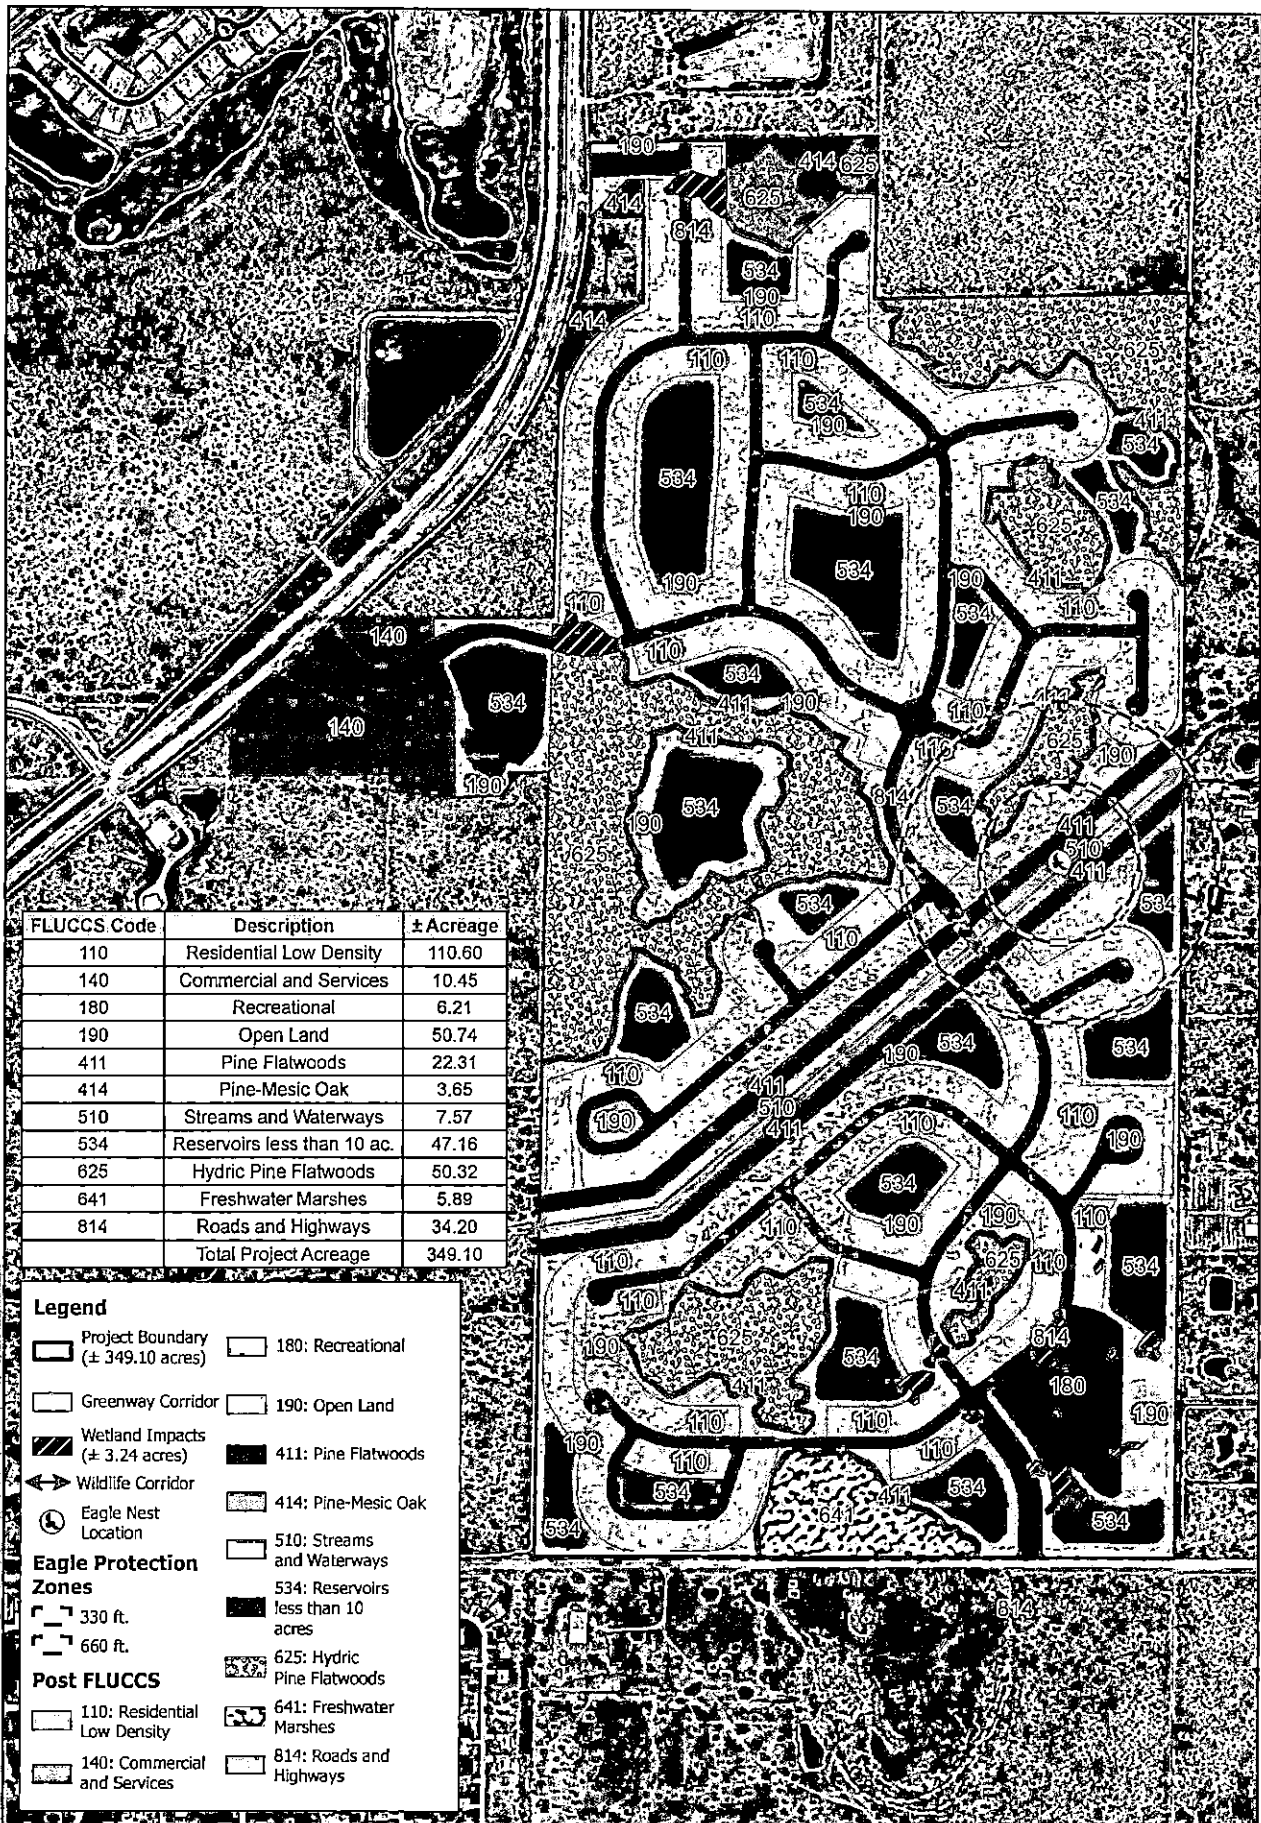 190
414
625
625
414
814
534
190
110
414
110
110
625
534
190
411
534
534
534
110
190
625
534
190
411
110
534
110
140
110
534
411
190
411
110
625
190
534
140
411
190
116
534
534
814
190
411
510
411
625
534
534
110
534
190
534
534
110
190
411
510
411
110
110
190
534
190
110
190
110
625
411
110
534
110
110
190
625
534
614
180
411
190
110
110
110
190
110
534
411
534
641
534
534
814
FLUCCS Code Description ± Acreage
110 Residential Low Density 110.60
140 Commercial and Services 10.45
180 Recreational 6.21
190 Open Land 50.74
411 Pine Flatwoods 22.31
414 Pine-Mesic Oak 3.65
510 Streams and Waterways 7.57
534 Reservoirs less than 10 ac. 47.16
625 Hydric Pine Flatwoods 50.32
641 Freshwater Marshes 5.89
814 Roads and Highways 34.20
Total Project Acreage 349.10
Legend
Project Boundary
(± 349.10 acres)
Greenway Corridor
Wetland Impacts
(± 3.24 acres)
Wildlife Corridor
Eagle Nest
Location
Eagle Protection
Zones
330 ft.
660 ft.
Post FLUCCS
110: Residential
Low Density
140: Commercial
and Services
180: Recreational
190: Open Land
411: Pine Flatwoods
414: Pine-Mesic Oak
510: Streams
and Waterways
534: Reservoirs
less than 10
acres
625: Hydric
Pine Flatwoods
641: Freshwater
Marshes
814: Roads and
Highways